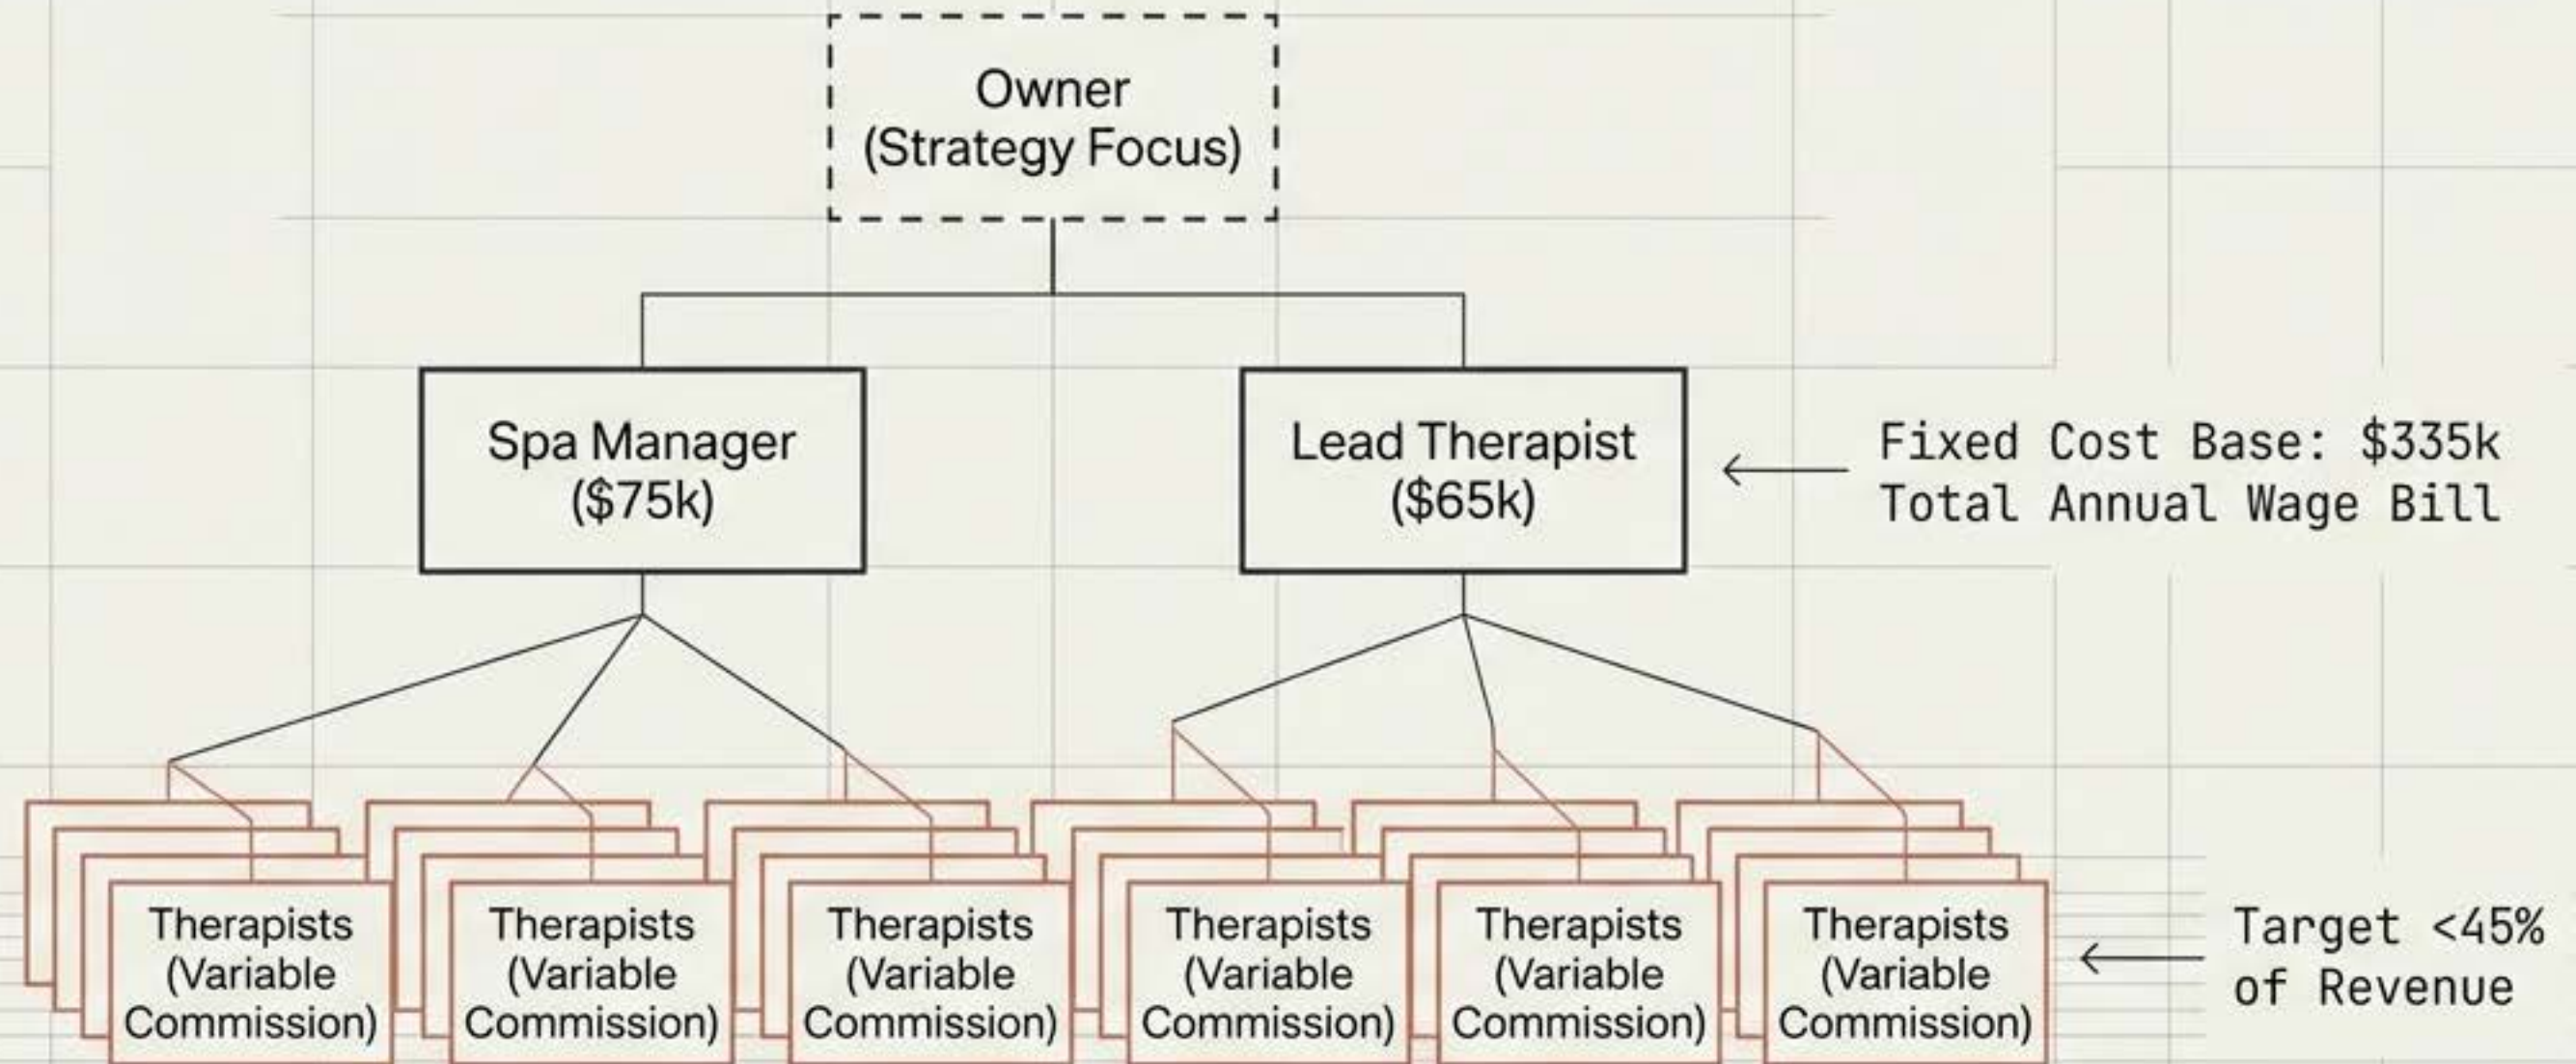 Owner
(Strategy Focus)
Spa Manager
($75k)
Lead Therapist
($65k)
Fixed Cost Base: $335k
Total Annual Wage Bill
Therapists
(Variable
Commission)
Therapists
(Variable
Commission)
Therapists
(Variable
Commission)
Therapists
(Variable
Commission)
Therapists
(Variable
Commission)
Therapists
(Variable
Commission)
Target <45%
of Revenue